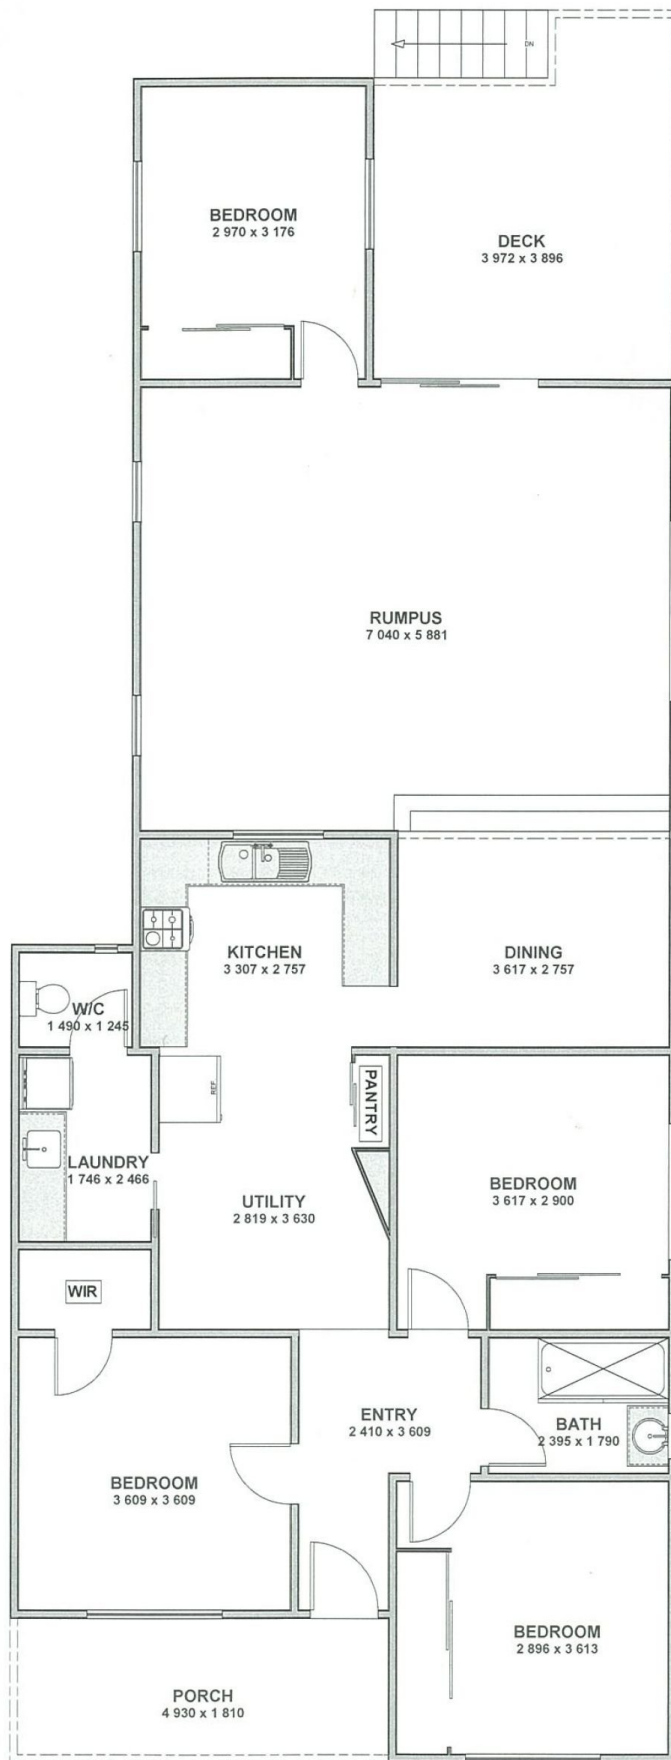 DN
BEDROOM
2 970 x 3 176
DECK
3 972 x 3 896
RUMPUS
7 040 x 5 881
KITCHEN
3 307 x 2 757
DINING
3 617 x 2 757
W/C
1 490 x 1 245
REF
PANTRY
LAUNDRY
1 746 x 2 466
UTILITY
2 819 x 3 630
BEDROOM
3 617 x 2 900
WIR
ENTRY
2 410 x 3 609
BATH
2 395 x 1 790
BEDROOM
3 609 x 3 609
BEDROOM
2 896 x 3 613
PORCH
4 930 x 1 810